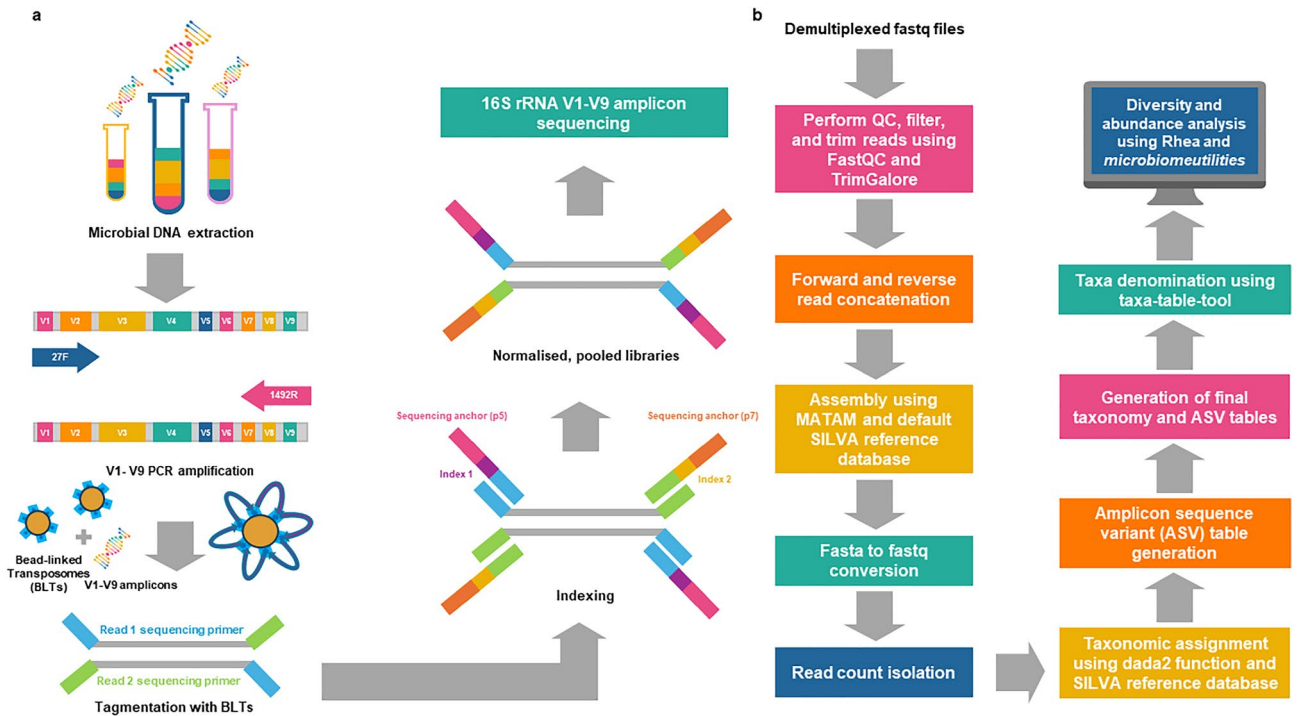 a
Microbial DNA extraction
V1 V2 V3 V4 V5 V6 V7 V8 V9
27F
1492R
V1 V2 V3 V4 V5 V6 V7 V8 V9
V1- V9 PCR amplification
Bead-linked
Transposomes
(BLTs)
V1-V9 amplicons
Read 1 sequencing primer
Read 2 sequencing primer
Tagmentation with BLTs
16S rRNA V1-V9 amplicon
sequencing
Normalised, pooled libraries
Sequencing anchor (p5)
Sequencing anchor (p7)
Index 1
Index 2
Indexing
b
Demultiplexed fastq files
Perform QC, filter,
and trim reads using
FastQC and
TrimGalore
Forward and reverse
read concatenation
Assembly using
MATAM and default
SILVA reference
database
Fasta to fastq
conversion
Read count isolation
Taxonomic assignment
using dada2 function and
SILVA reference database
Amplicon sequence
variant (ASV) table
generation
Generation of final
taxonomy and ASV tables
Taxa denomination using
taxa-table-tool
Diversity and
abundance analysis
using Rhea and
microbiomeutilities